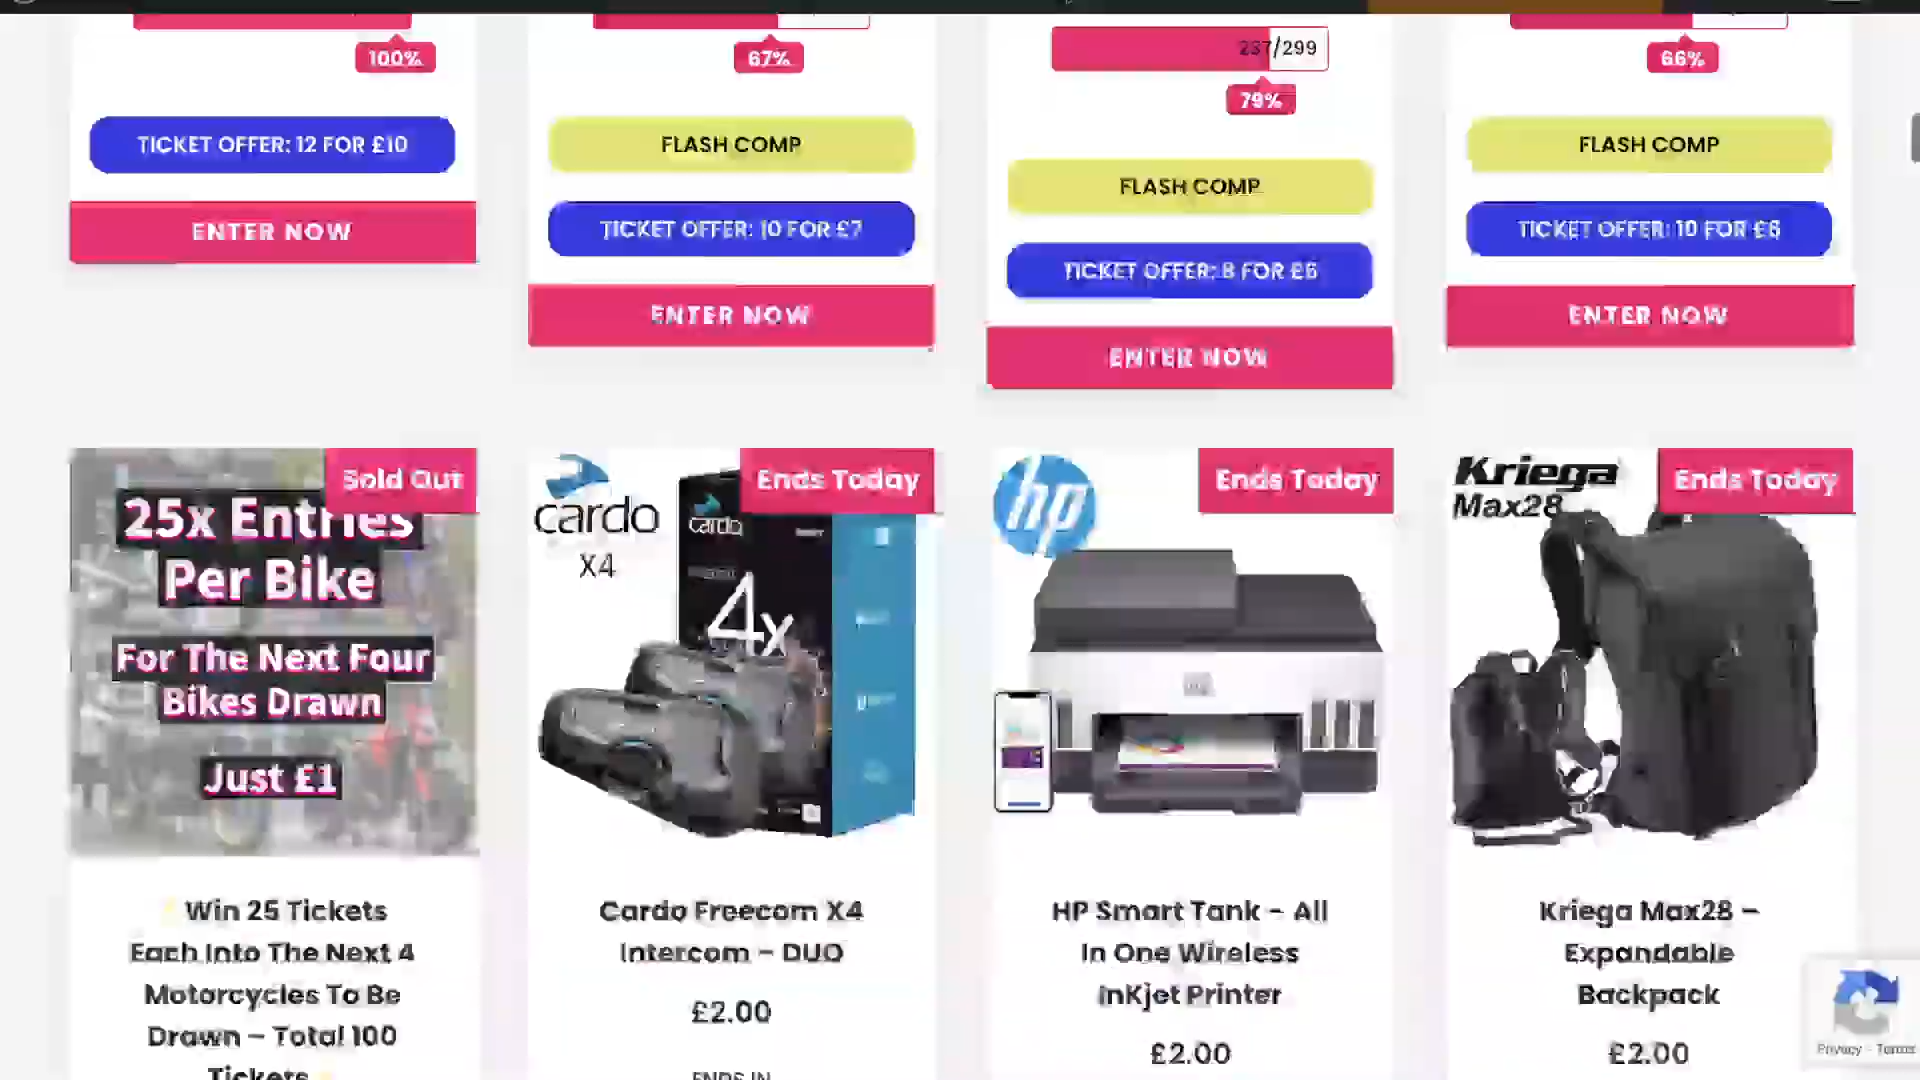 100%
TICKET OFFER: 12 FOR £10
ENTER NOW
67%
FLASH COMP
TICKET OFFER: 10 FOR £7
ENTER NOW
237/299
79%
FLASH COMP
TICKET OFFER: 8 FOR £6
ENTER NOW
66%
FLASH COMP
TICKET OFFER: 10 FOR £6
ENTER NOW
Sold Out
25x Entries
Per Bike
For The Next Four
Bikes Drawn
Just £1
Win 25 Tickets
Each Into The Next 4
Motorcycles To Be
Drawn – Total 100
Tickets
Ends Today
cardo
X4
cardo
4x
Cardo Freecom X4
Intercom – DUO
£2.00
ENDS IN
Ends Today
hp
HP Smart Tank – All
In One Wireless
InKjet Printer
£2.00
Ends Today
Kriega
Max28
Kriega Max28 –
Expandable
Backpack
£2.00
Privacy - Terms